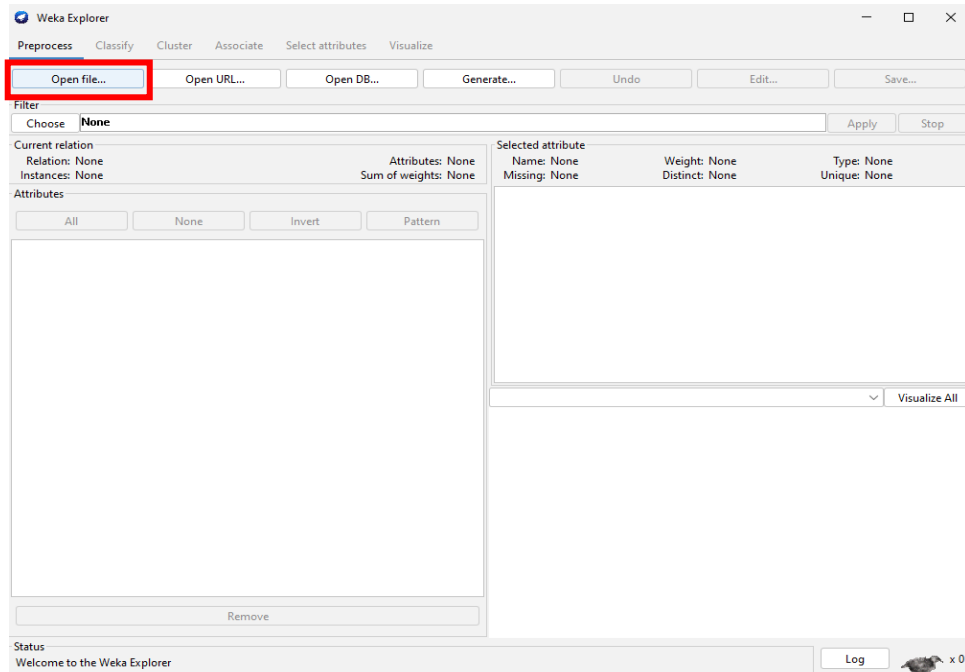 Weka Explorer
Preprocess Classify Cluster Associate Select attributes Visualize
Open file... Open URL... Open DB... Generate... Undo Edit... Save...
Filter
Choose None Apply Stop
Current relation
Relation: None Attributes: None
Instances: None Sum of weights: None
Selected attribute
Name: None Weight: None Type: None
Missing: None Distinct: None Unique: None
Attributes
All None Invert Pattern
Visualize All
Remove
Status
Welcome to the Weka Explorer
Log x 0